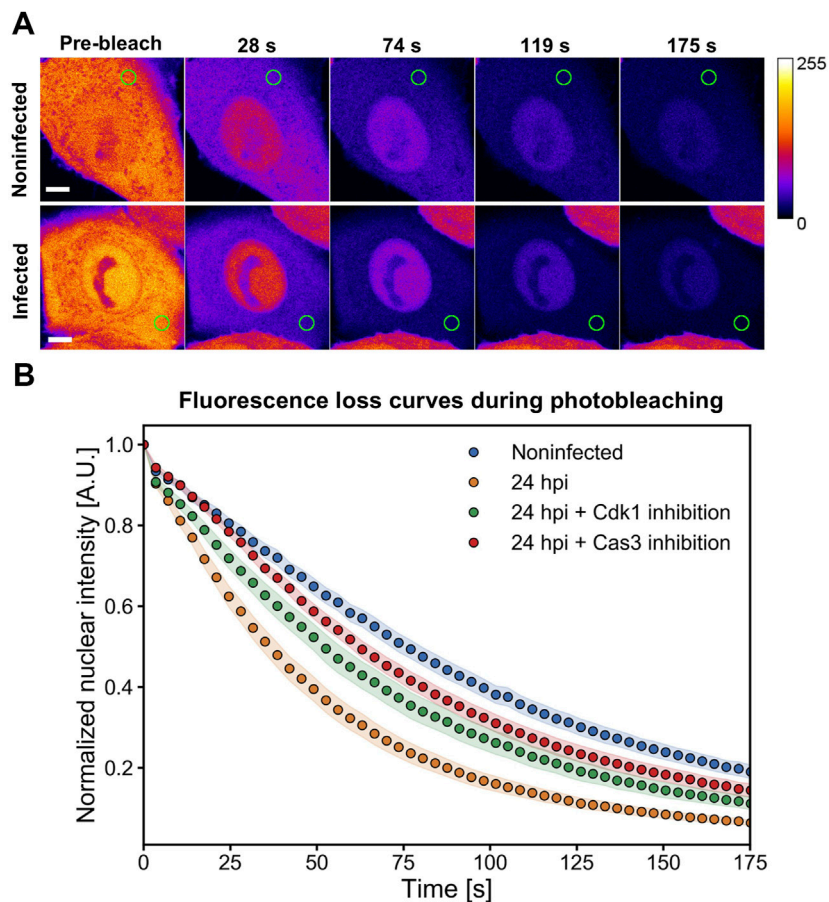 A
Pre-bleach 28 s 74 s 119 s 175 s
Noninfected
255
0
Infected
B
Fluorescence loss curves during photobleaching
Normalized nuclear intensity [A.U.]
1.0
0.8
0.6
0.4
0.2
Noninfected
24 hpi
24 hpi + Cdk1 inhibition
24 hpi + Cas3 inhibition
0 25 50 75 100 125 150 175
Time [s]